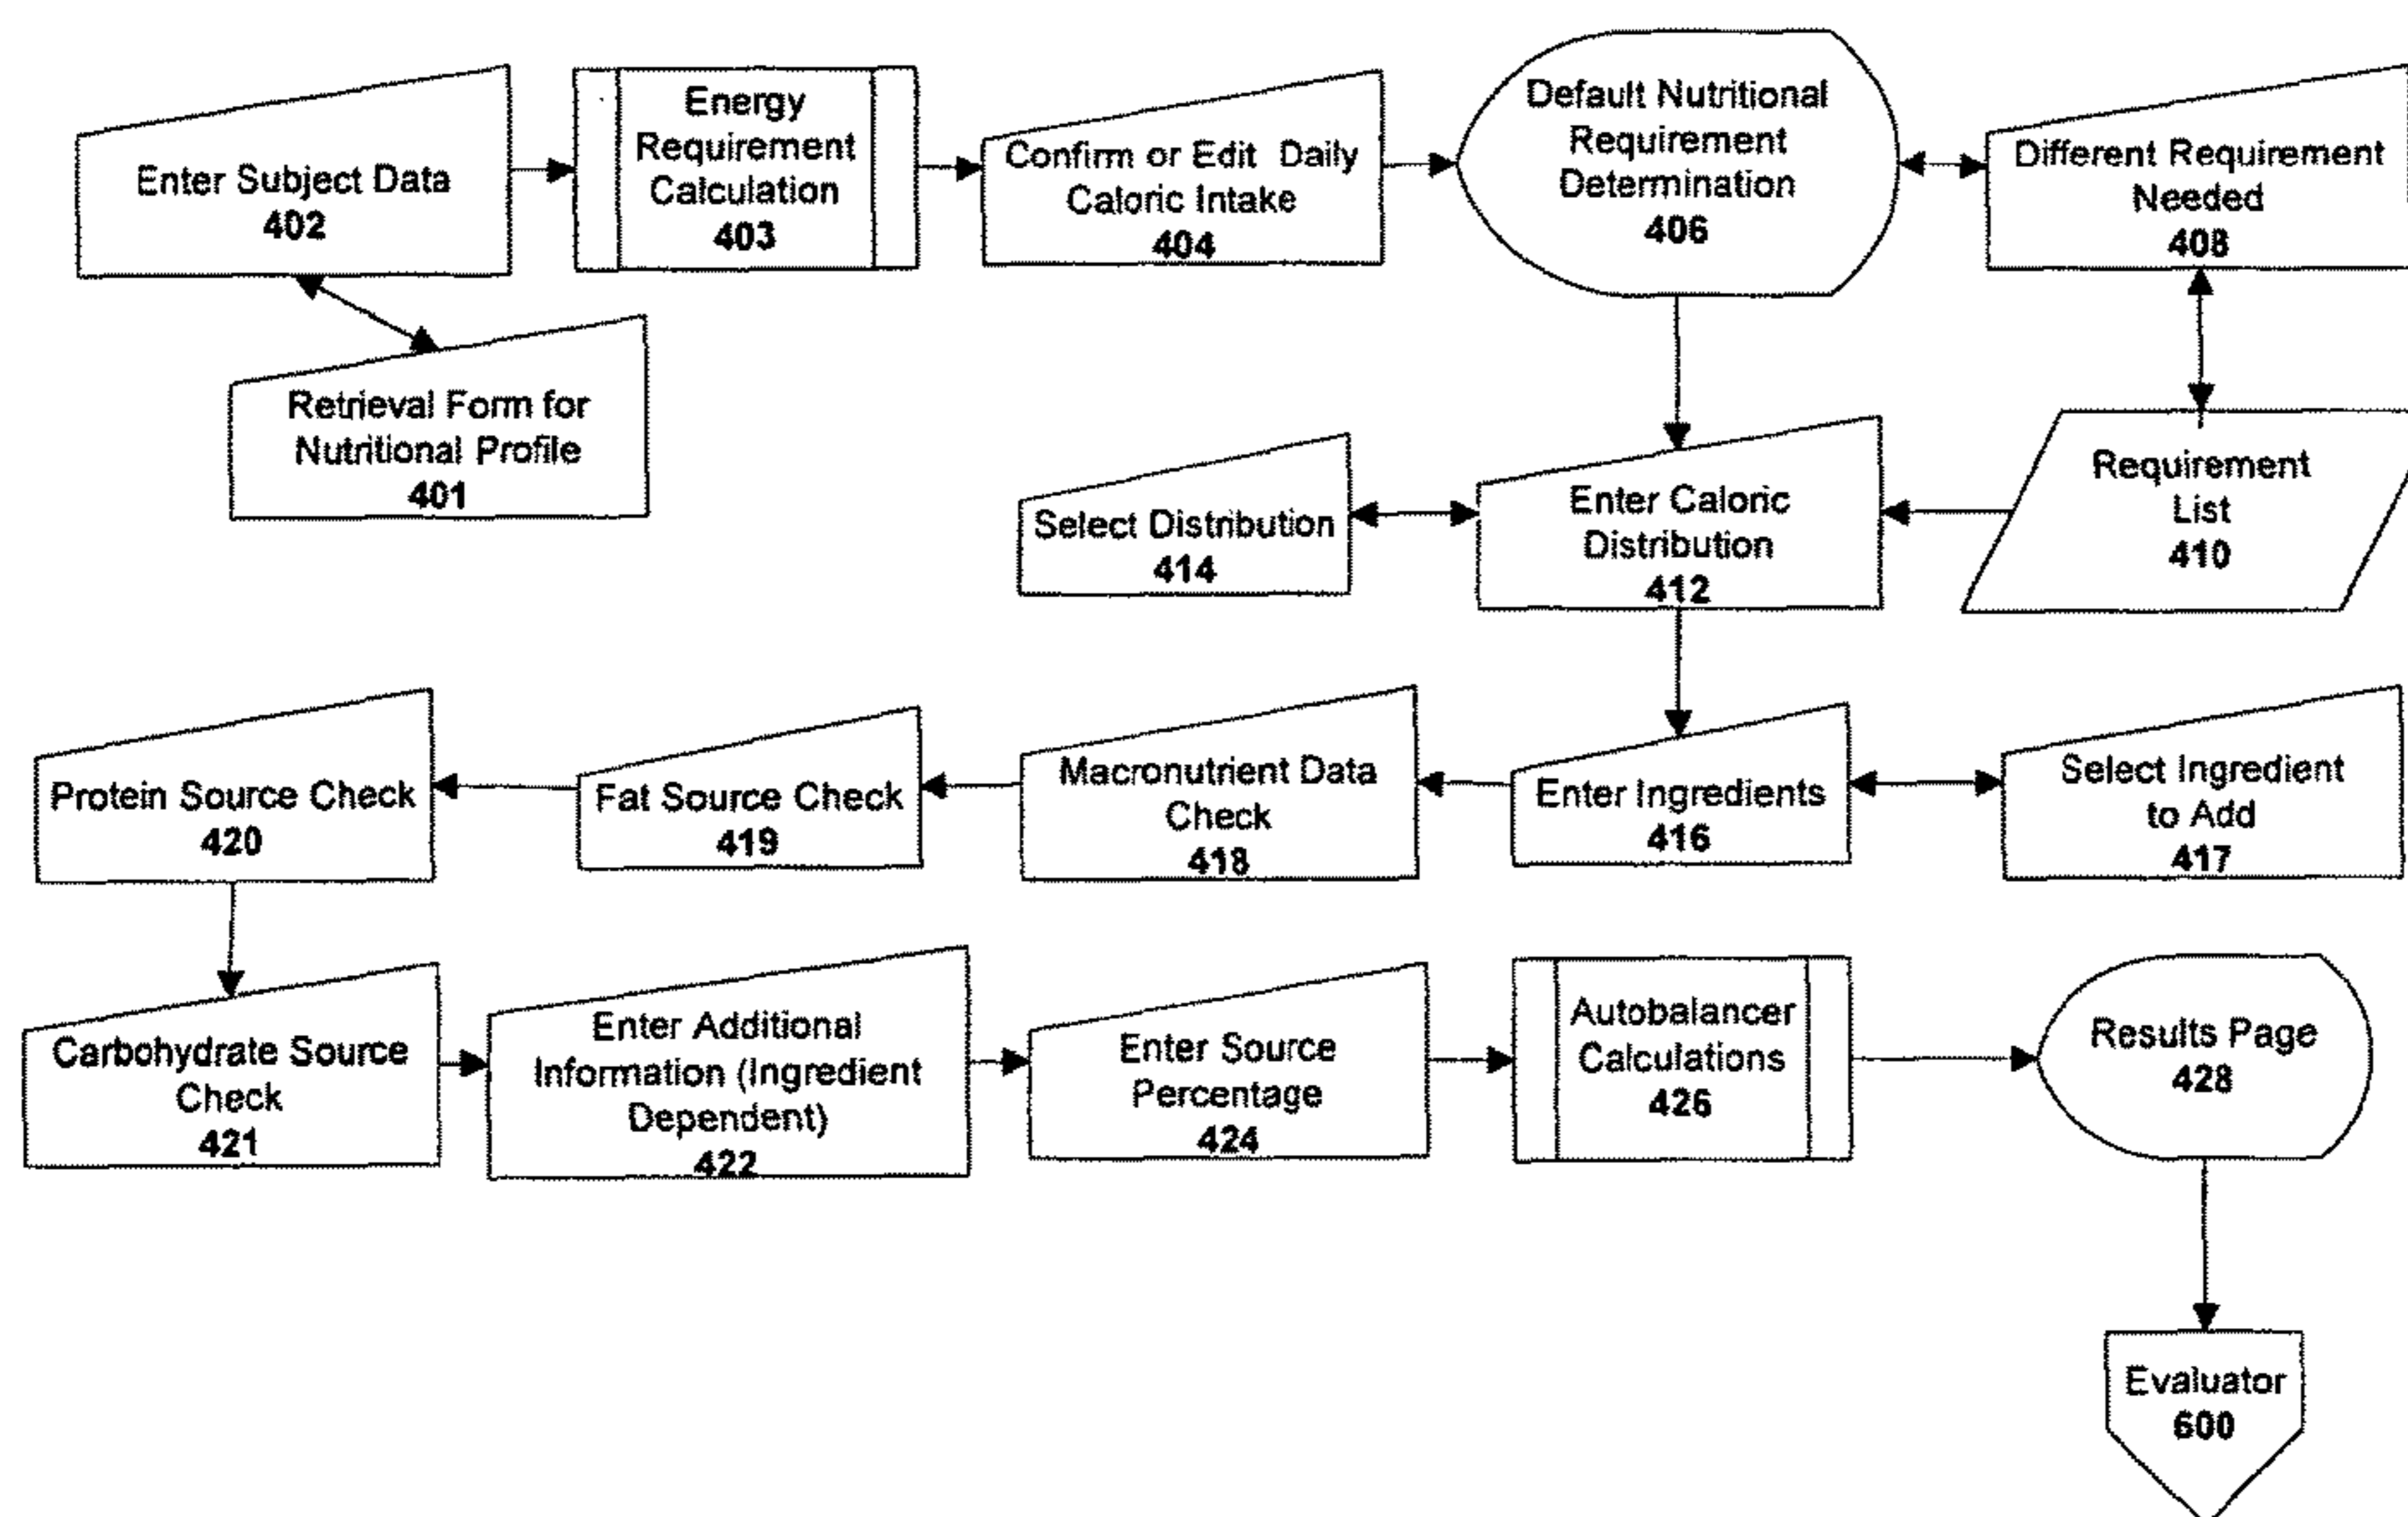 Enter Subject Data
402
Energy
Requirement
Calculation
403
Confirm or Edit Daily
Caloric Intake
404
Default Nutritional
Requirement
Determination
406
Different Requirement
Needed
408
Retrieval Form for
Nutritional Profile
401
Select Distribution
414
Enter Caloric
Distribution
412
Requirement
List
410
Protein Source Check
420
Fat Source Check
419
Macronutrient Data
Check
418
Enter Ingredients
416
Select Ingredient
to Add
417
Carbohydrate Source
Check
421
Enter Additional
Information (Ingredient
Dependent)
422
Enter Source
Percentage
424
Autobalancer
Calculations
426
Results Page
428
Evaluator
600